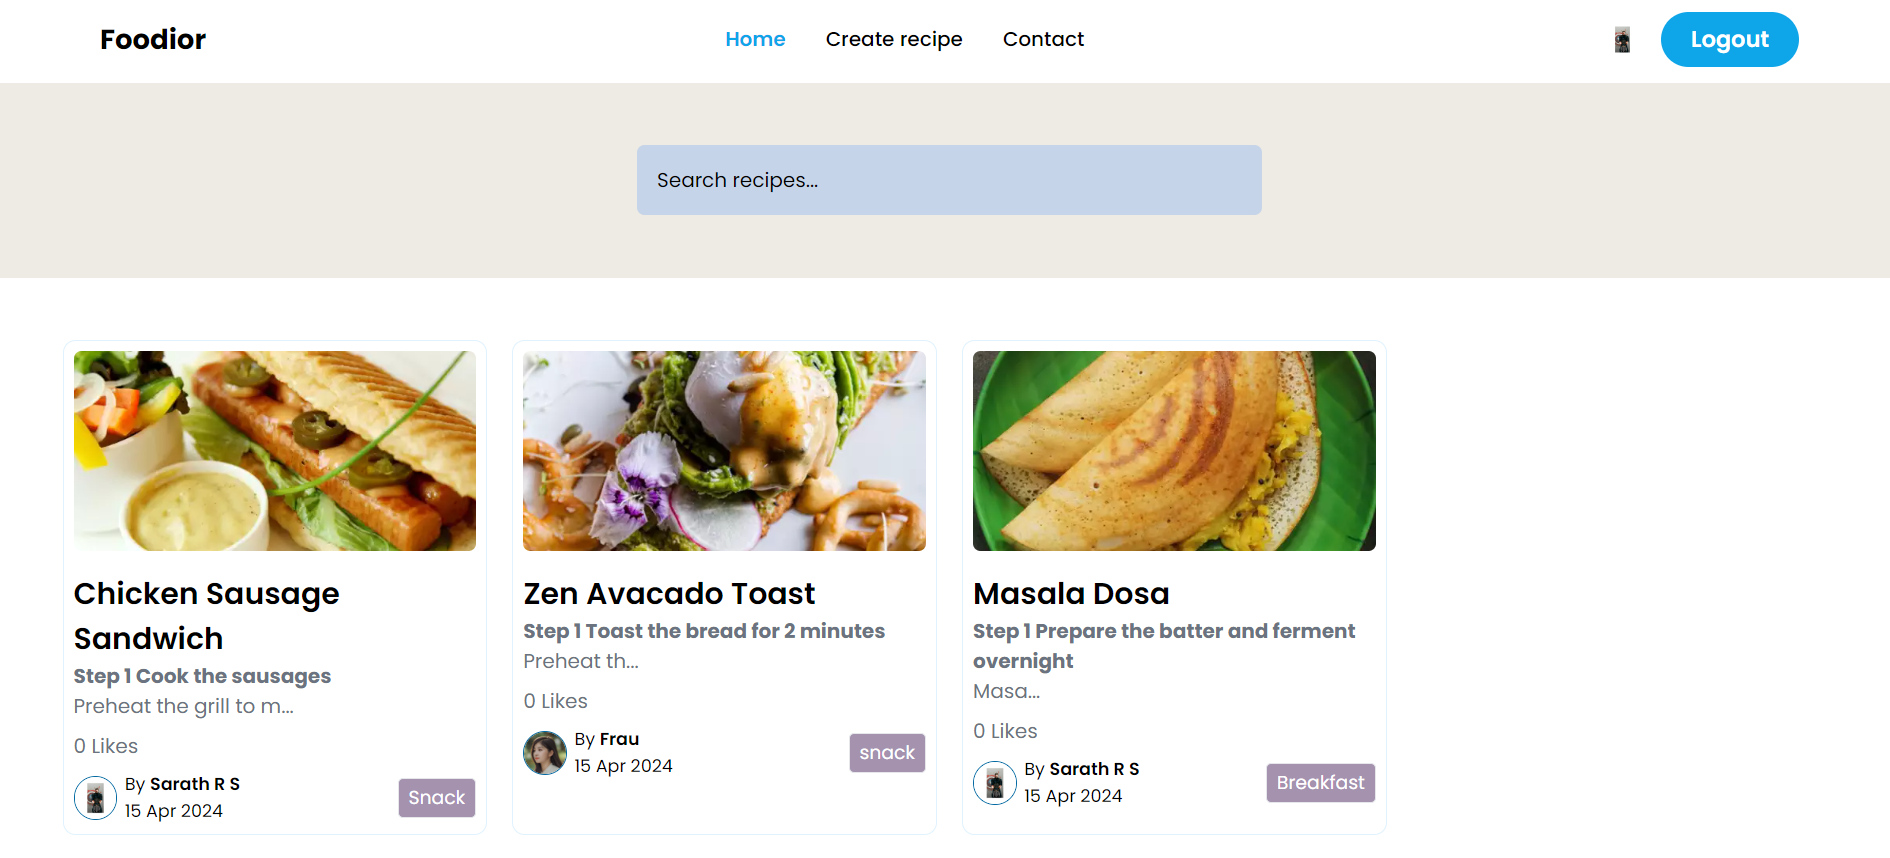 Foodior
Home
Create recipe
Contact
Logout
Search recipes...
Chicken Sausage
Sandwich
Step 1 Cook the sausages
Preheat the grill to m...
0 Likes
By Sarath R S
15 Apr 2024
Snack
Zen Avacado Toast
Step 1 Toast the bread for 2 minutes
Preheat th...
0 Likes
By Frau
15 Apr 2024
snack
Masala Dosa
Step 1 Prepare the batter and ferment
overnight
Masa...
0 Likes
By Sarath R S
15 Apr 2024
Breakfast